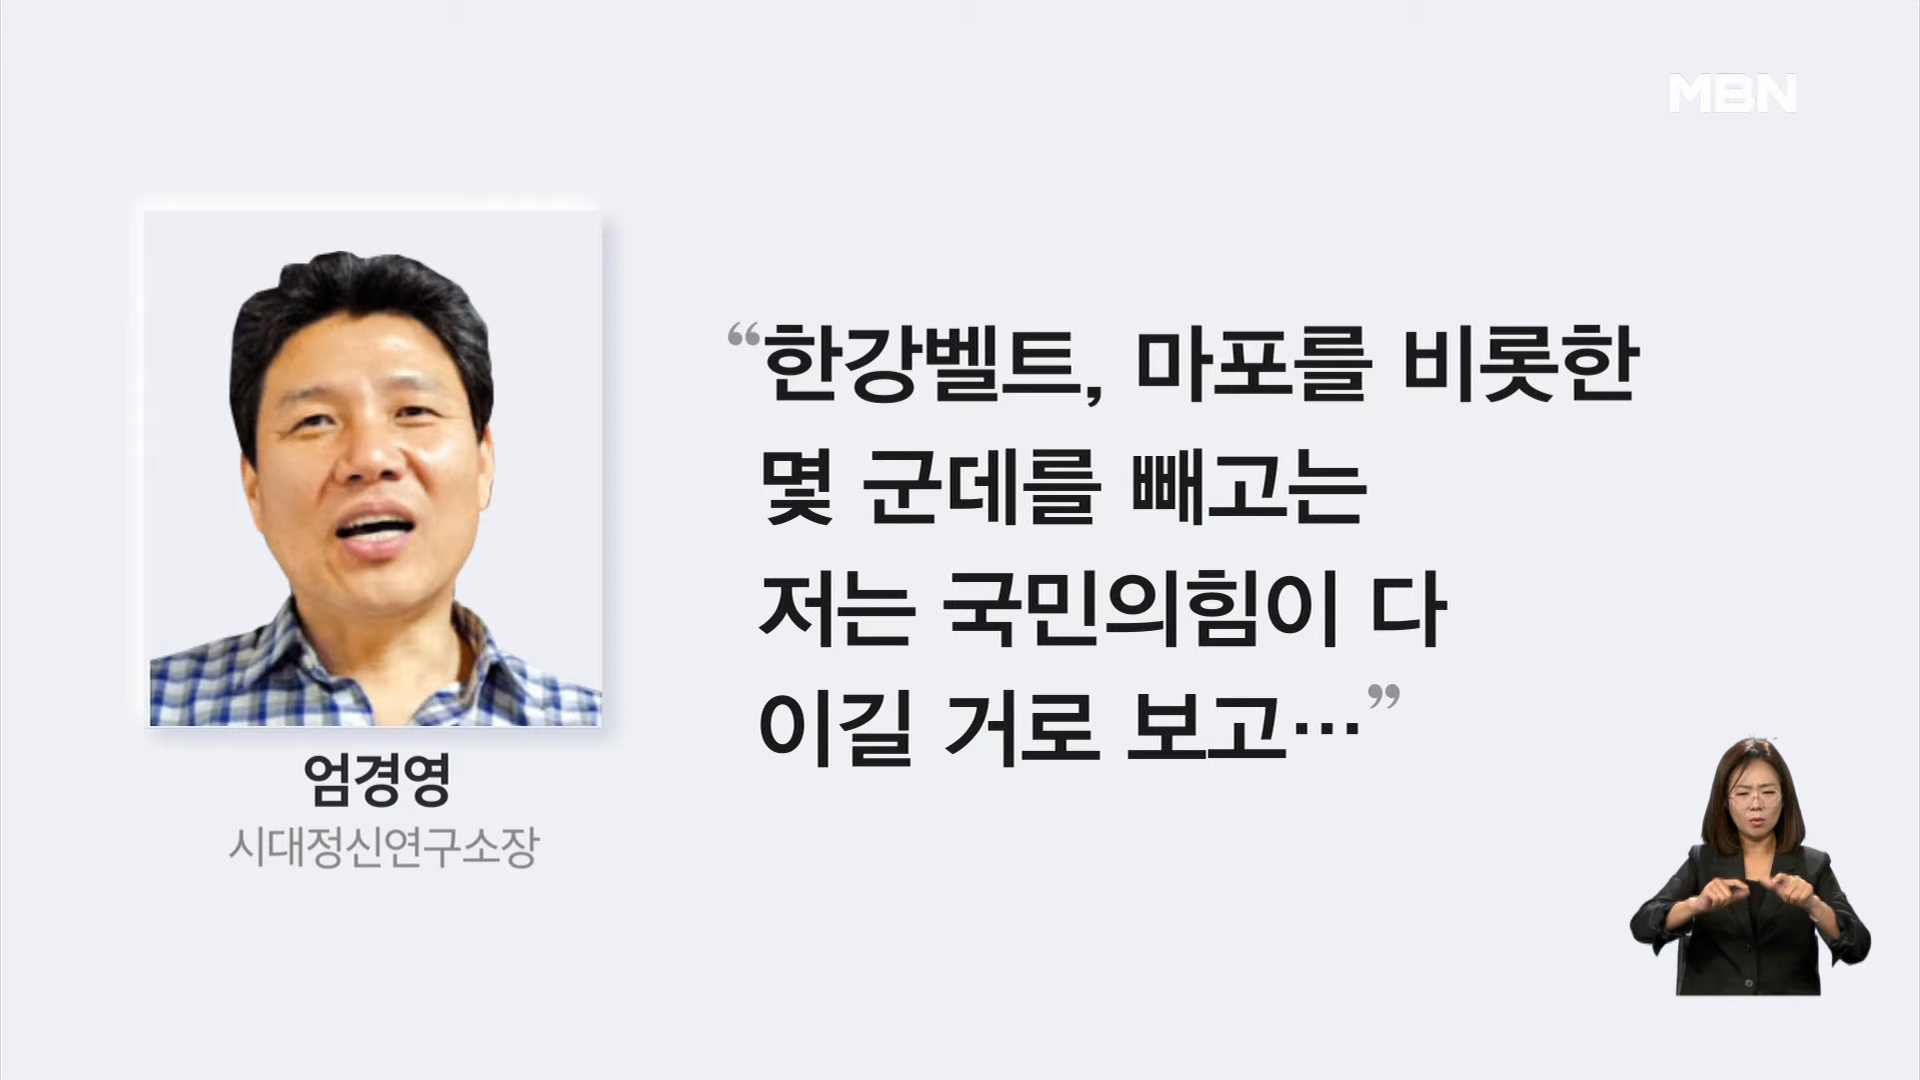 MBN
“한강벨트, 마포를 비롯한
몇 군데를 빼고는
저는 국민의힘이 다
이길 거로 보고…”
엄경영
시대정신연구소장